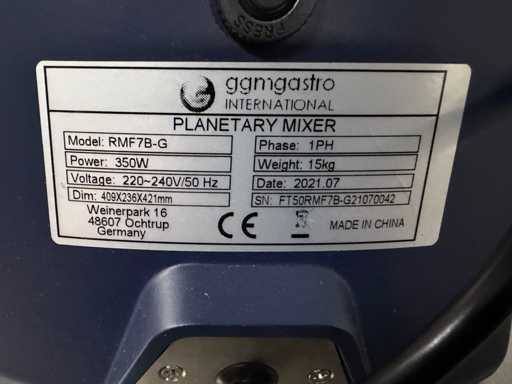 PRESS
ggmgastro
INTERNATIONAL
PLANETARY MIXER
Model: RMF7B-G
Phase: 1PH
Power: 350W
Weight: 15kg
Voltage: 220~240V/50 Hz
Date: 2021.07
Dim: 409X236X421mm
SN: FT50RMF7B-G21070042
Weinerpark 16
48607 Ochtrup
Germany
CE
MADE IN CHINA